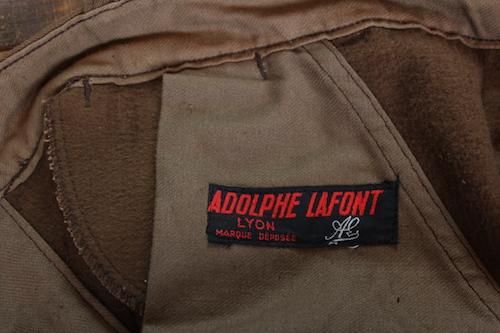 ADOLPHE LAFONT
LYON
MARQUE DÉPOSÉE
AL